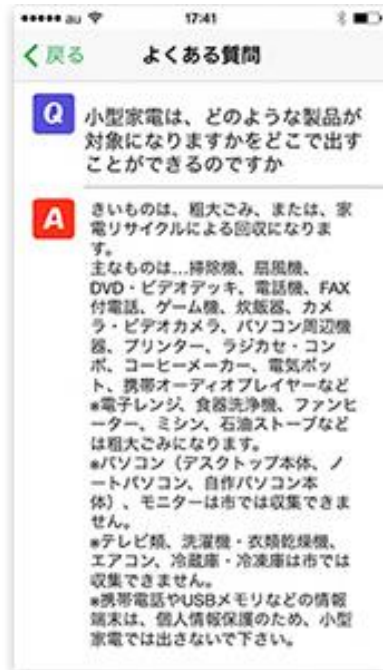 17:41
戻る
よくある質問
Q
小型家電は、どのような製品が
対象になりますかをどこで出す
ことができるのですか
A
きいものは、粗大ごみ、または、家
電リサイクルによる回収になりま
す。
主なものは...掃除機、扇風機、
DVD・ビデオデッキ、電話機、FAX
付電話、ゲーム機、炊飯器、カメ
ラ・ビデオカメラ、パソコン周辺機
器、プリンター、ラジカセ・コン
ポ、コーヒーメーカー、電気ポッ
ト、携帯オーディオプレイヤーなど
※電子レンジ、食器洗浄機、ファンヒ
ーター、ミシン、石油ストーブなど
は粗大ごみになります。
※パソコン（デスクトップ本体、ノ
ートパソコン、自作パソコン本
体）、モニターは市では収集できま
せん。
※テレビ類、洗濯機・衣類乾燥機、
エアコン、冷蔵庫・冷凍庫は市では
収集できません。
※携帯電話やUSBメモリなどの情報
端末は、個人情報保護のため、小型
家電では出さないで下さい。